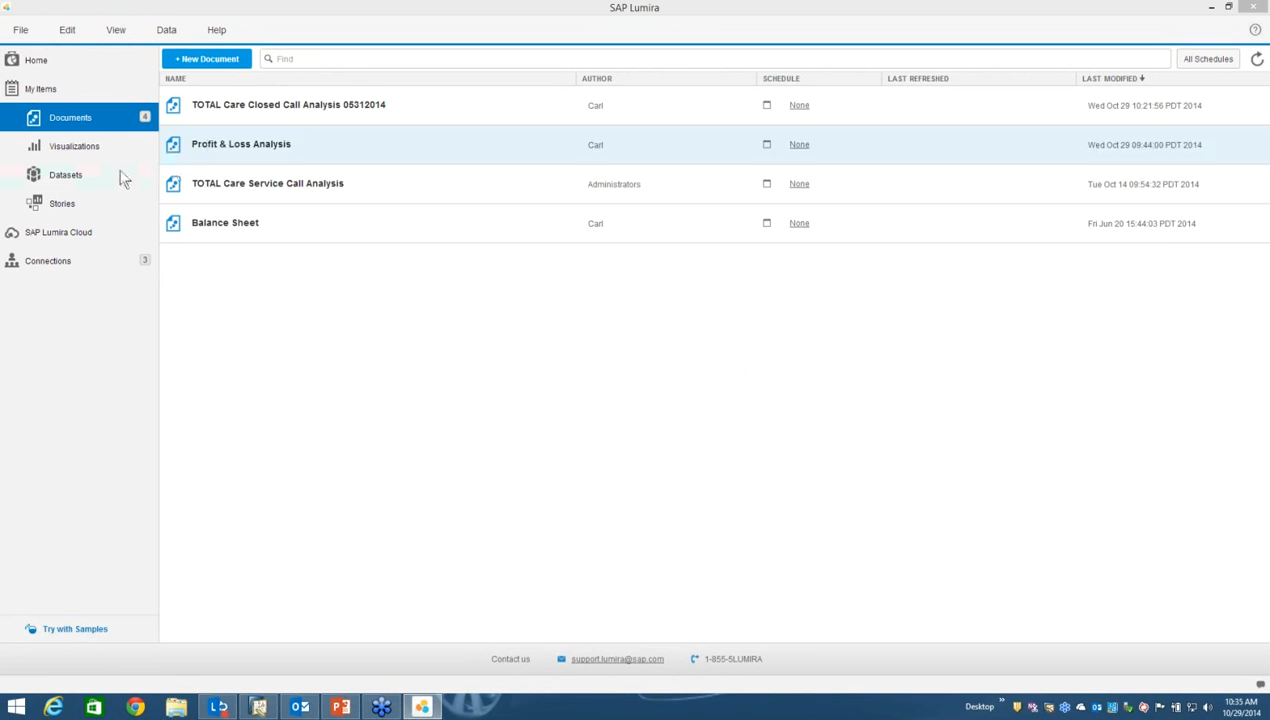 SAP Lumira
File Edit View Data Help
Home
My Items
Documents 4
Visualizations
Datasets
Stories
SAP Lumira Cloud
Connections 3
Try with Samples
+ New Document Find All Schedules
NAME AUTHOR SCHEDULE LAST REFRESHED LAST MODIFIED
TOTAL Care Closed Call Analysis 05312014 Carl None Wed Oct 29 10:21:56 PDT 2014
Profit & Loss Analysis Carl None Wed Oct 29 09:44:00 PDT 2014
TOTAL Care Service Call Analysis Administrators None Tue Oct 14 09:54:32 PDT 2014
Balance Sheet Carl None Fri Jun 20 15:44:03 PDT 2014
Contact us support.lumira@sap.com 1-855-5LUMIRA
Desktop
10:35 AM
10/29/2014